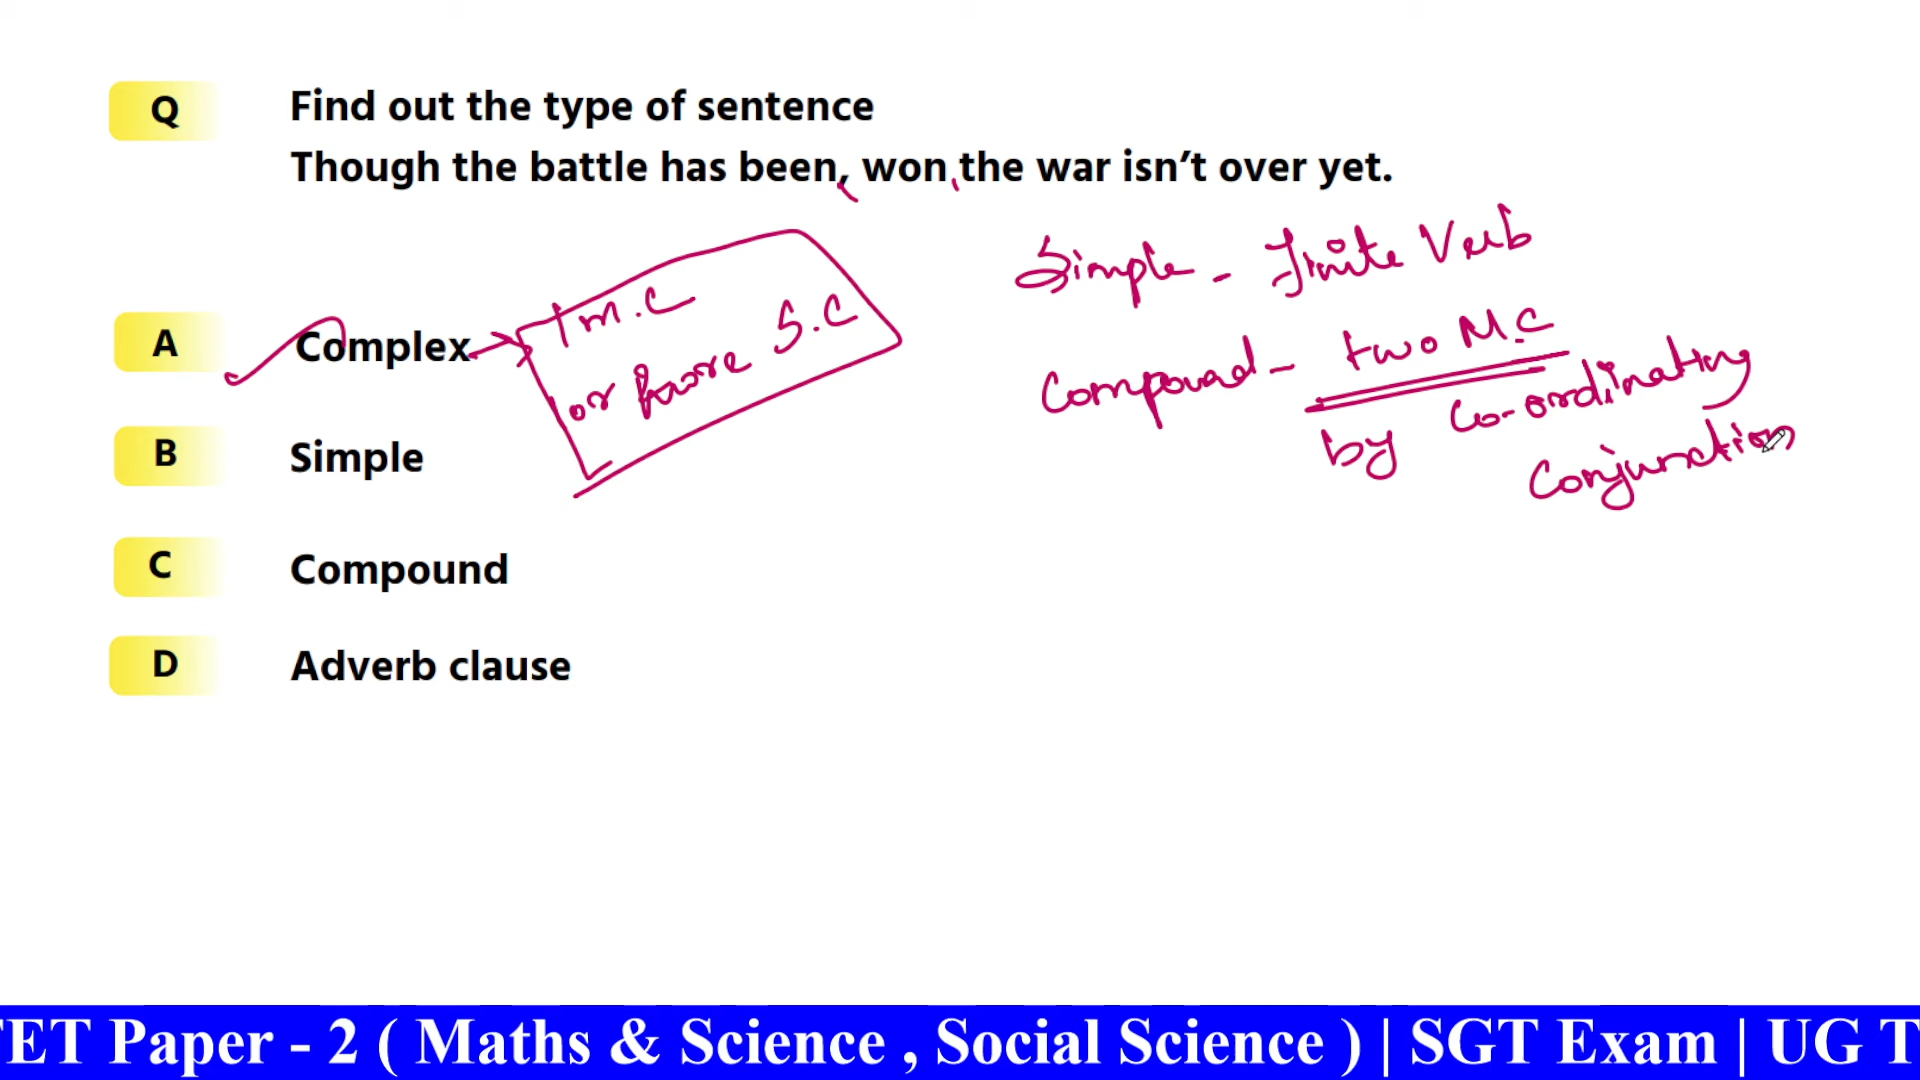 Q
Find out the type of sentence
Though the battle has been, won,the war isn't over yet.
A
Complex
1 M.C
1 or more S.C
Simple - Finite Verb
Compound - two M.C
by Co-ordinating
Conjunction
B
Simple
C
Compound
D
Adverb clause
TET Paper - 2 ( Maths & Science , Social Science ) | SGT Exam | UG T